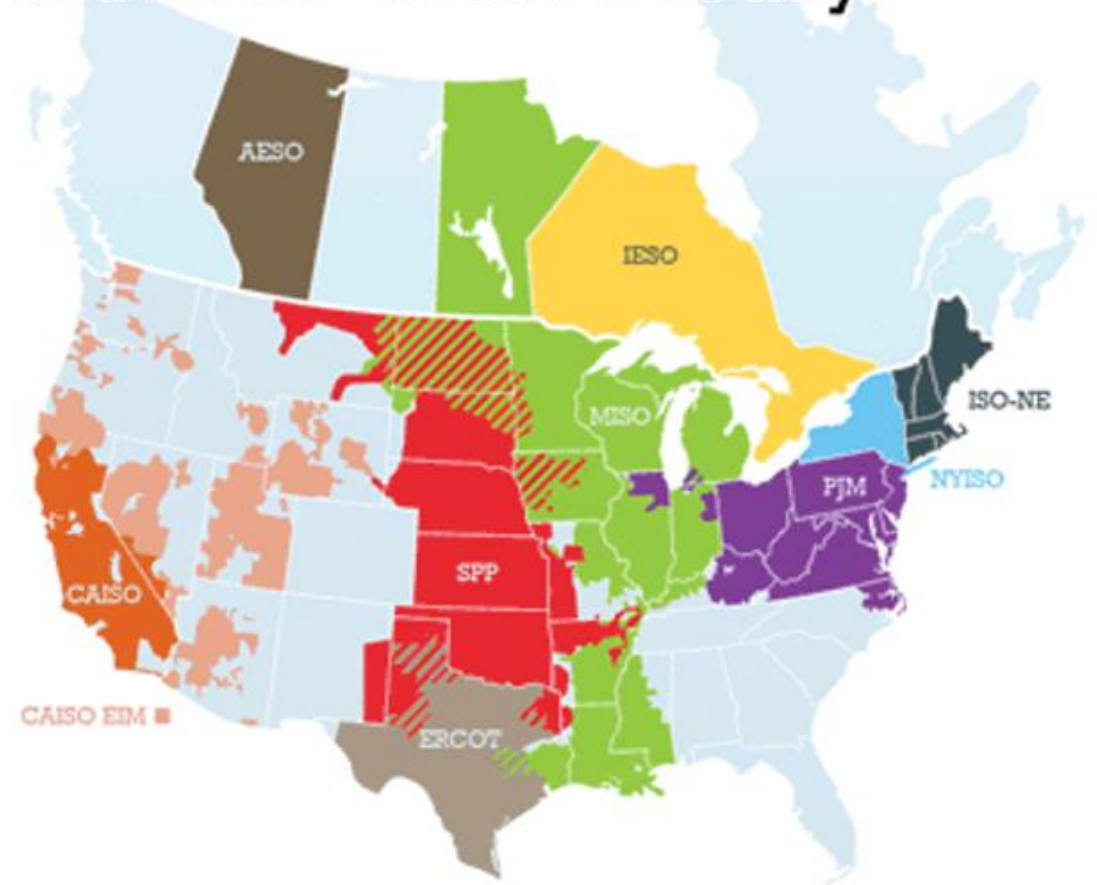 AESO
IESO
MISO
ISO-NE
NYISO
PJM
SPP
CAISO
CAISO EIM
ERCOT